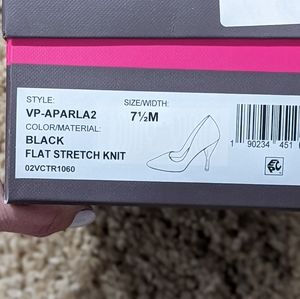 STYLE: SIZE/WIDTH:
VP-APARLA2 7½M
COLOR/MATERIAL:
BLACK
FLAT STRETCH KNIT
02VCTR1060
1 90234 451